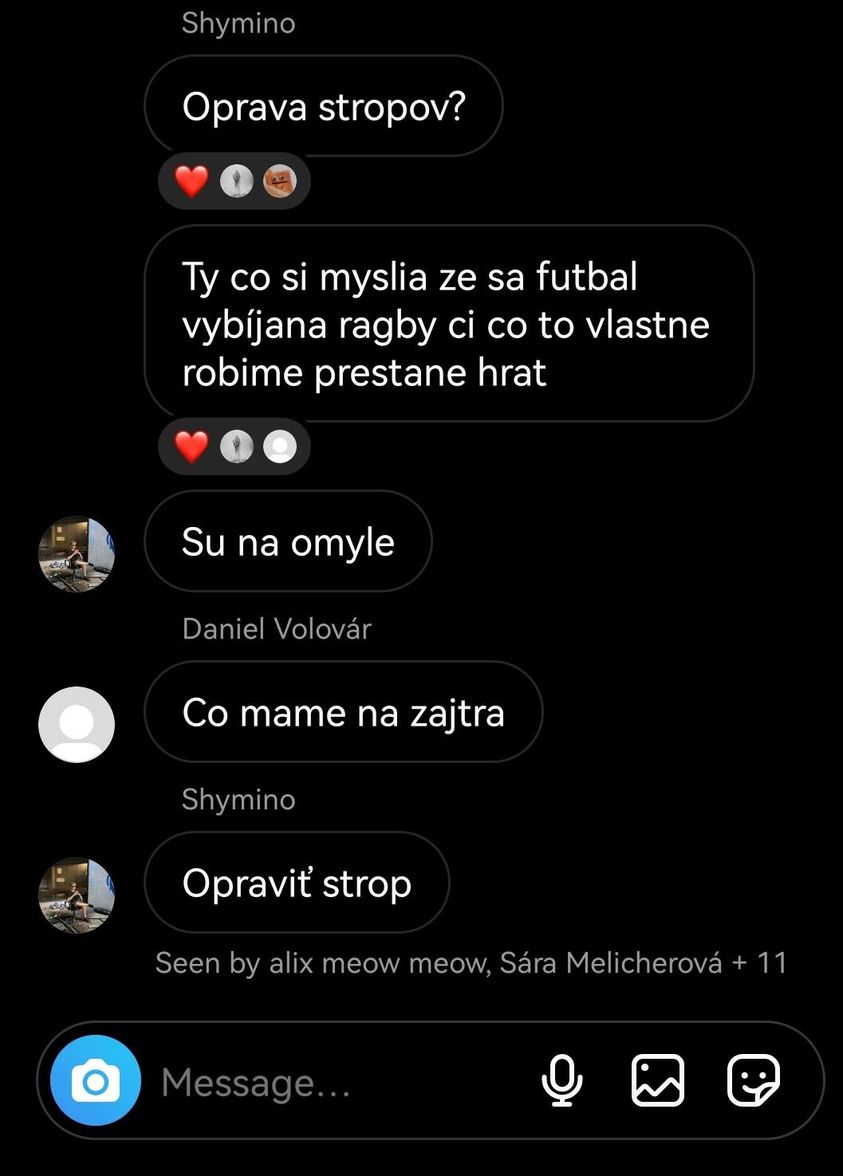 Shymino
Oprava stropov?
Ty co si myslia ze sa futbal
vybíjana ragby ci co to vlastne
robime prestane hrat
Su na omyle
Daniel Volovár
Co mame na zajtra
Shymino
Opraviť strop
Seen by alix meow meow, Sára Melicherová + 11
Message...